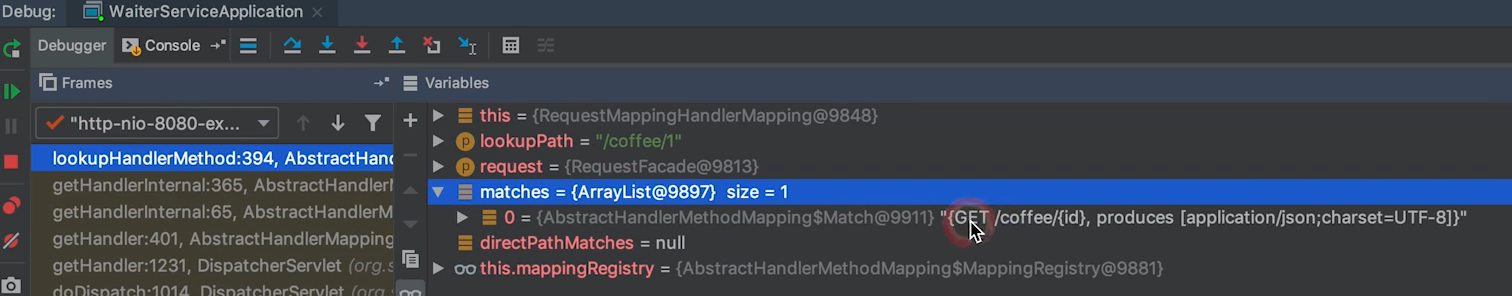 Debug: WaiterServiceApplication
Debugger Console
Frames Variables
"http-nio-8080-ex...
this = {RequestMappingHandlerMapping@9848}
lookupPath = "/coffee/1"
lookupHandlerMethod:394, AbstractHand
request = {RequestFacade@9813}
getHandlerInternal:365, AbstractHandlerM
matches = {ArrayList@9897} size = 1
getHandlerInternal:65, AbstractHandlerM
0 = {AbstractHandlerMethodMapping$Match@9911} "{GET /coffee/{id}, produces [application/json;charset=UTF-8]}"
getHandler:401, AbstractHandlerMapping
directPathMatches = null
getHandler:1231, DispatcherServlet (org.s
this.mappingRegistry = {AbstractHandlerMethodMapping$MappingRegistry@9881}
doDispatch:1014, DispatcherServlet (org.